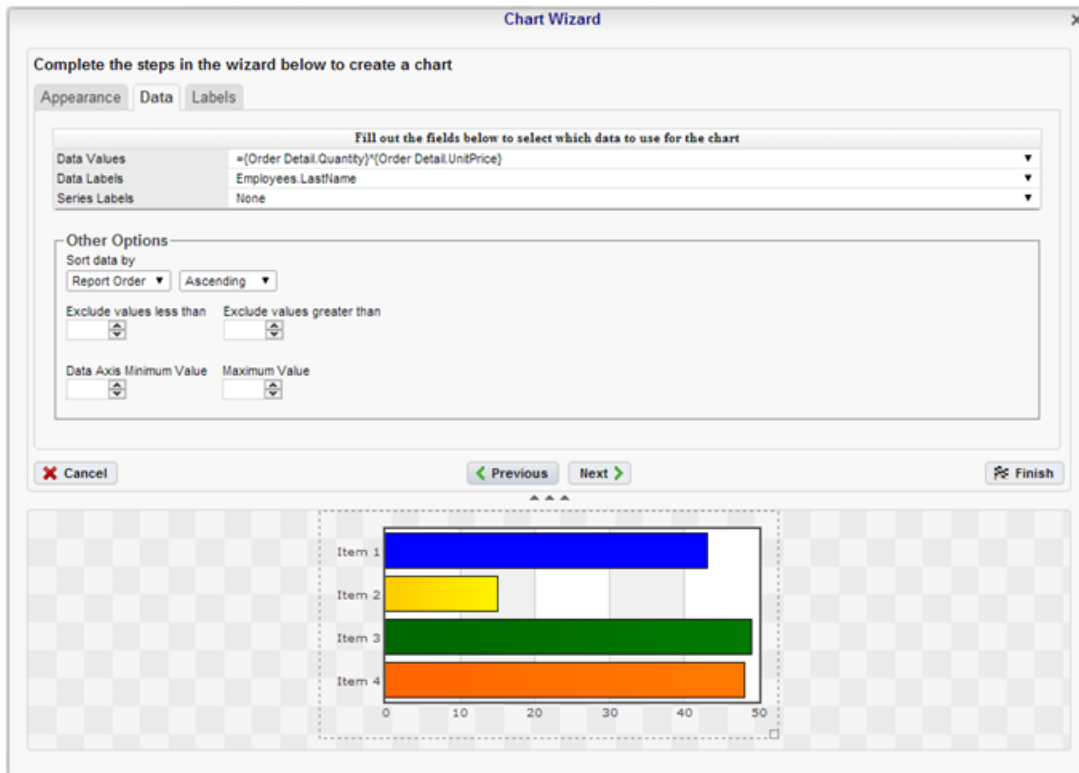 Chart Wizard
Complete the steps in the wizard below to create a chart
Appearance Data Labels
Fill out the fields below to select which data to use for the chart
Data Values ={Order Detail.Quantity}*{Order Detail.UnitPrice}
Data Labels Employees.LastName
Series Labels None
Other Options
Sort data by
Report Order Ascending
Exclude values less than Exclude values greater than
Data Axis Minimum Value Maximum Value
Cancel Previous Next Finish
Item 1
Item 2
Item 3
Item 4
0 10 20 30 40 50